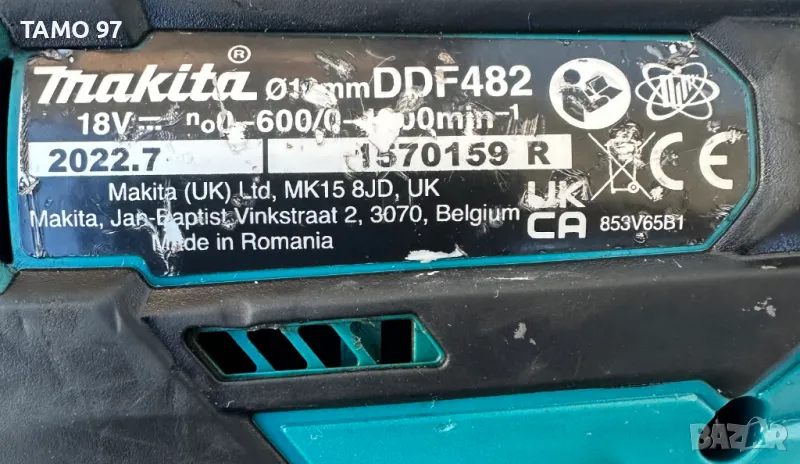 TAMO 97
makita® DDF482
18V
2022.7 1570159 R
Makita (UK) Ltd, MK15 8JD, UK
Makita, Jan-Baptist Vinkstraat 2, 3070, Belgium
Made in Romania
UK
CA
CE
853V65B1
BAZAR